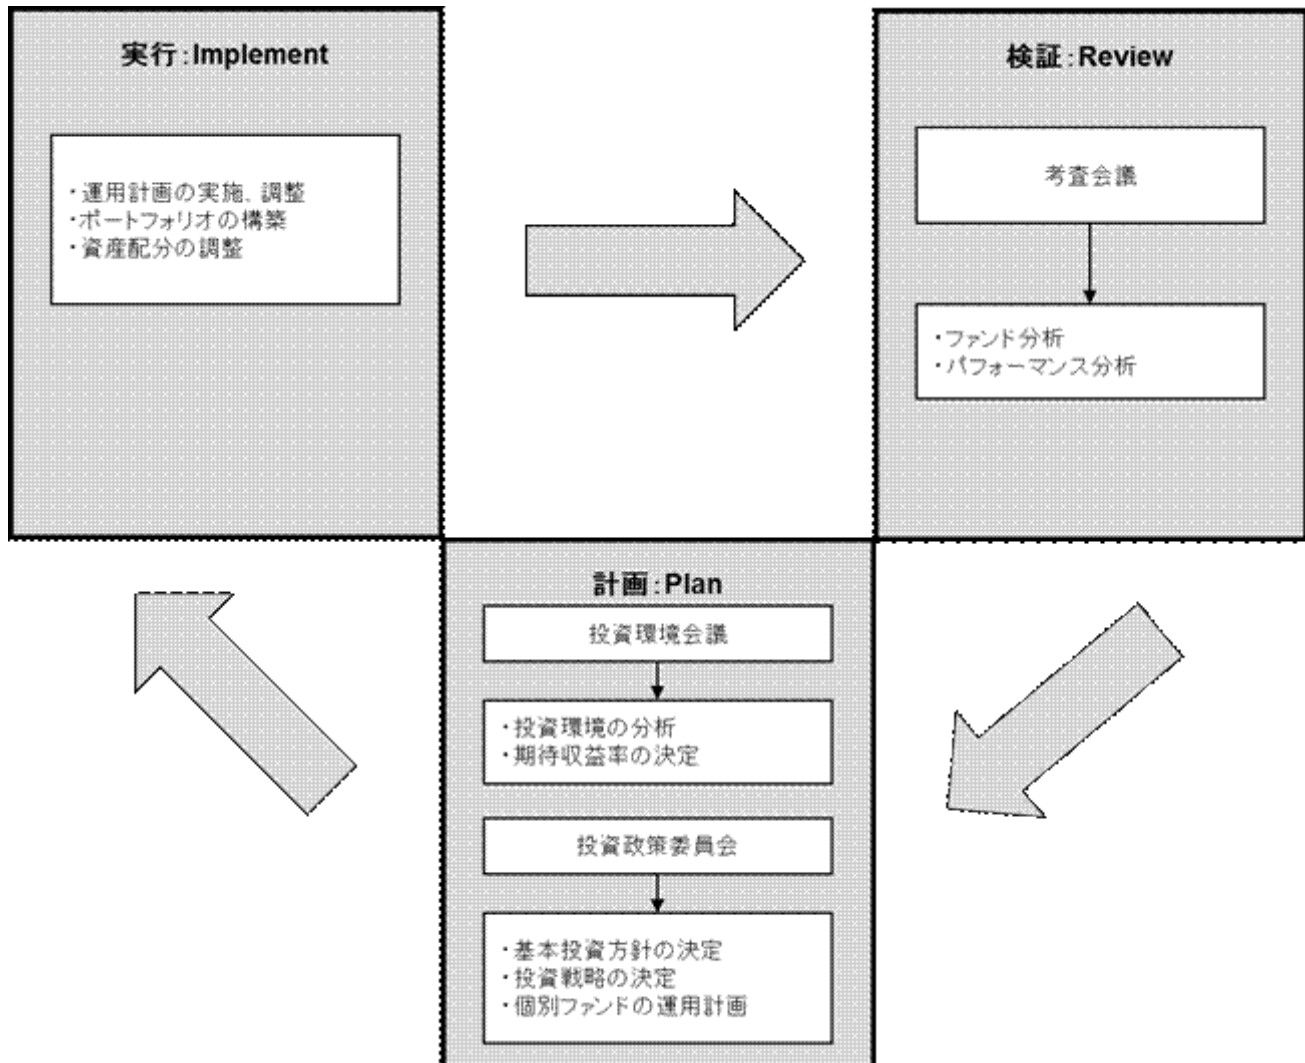 実行:Implement
・運用計画の実施、調整
・ポートフォリオの構築
・資産配分の調整
検証:Review
考査会議
・ファンド分析
・パフォーマンス分析
計画:Plan
投資環境会議
・投資環境の分析
・期待収益率の決定
投資政策委員会
・基本投資方針の決定
・投資戦略の決定
・個別ファンドの運用計画